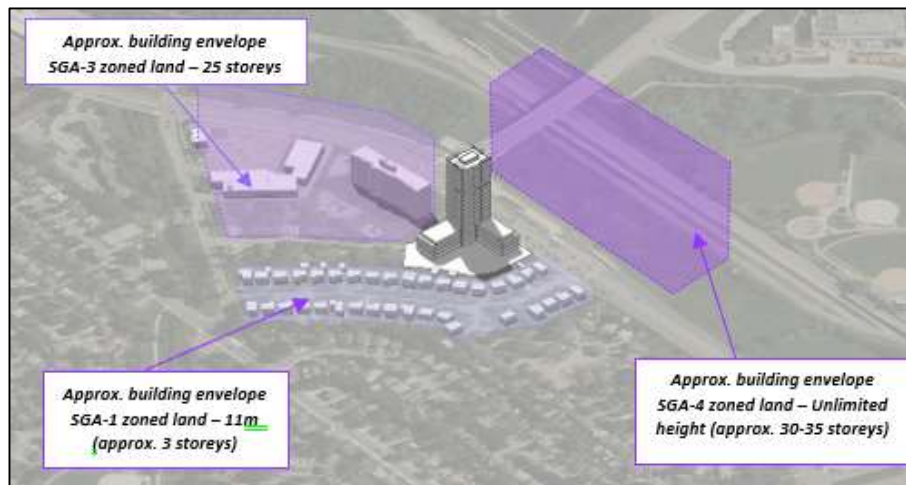 Approx. building envelope
SGA-3 zoned land – 25 storeys
Approx. building envelope
SGA-1 zoned land – 11m
(approx. 3 storeys)
Approx. building envelope
SGA-4 zoned land – Unlimited
height (approx. 30-35 storeys)